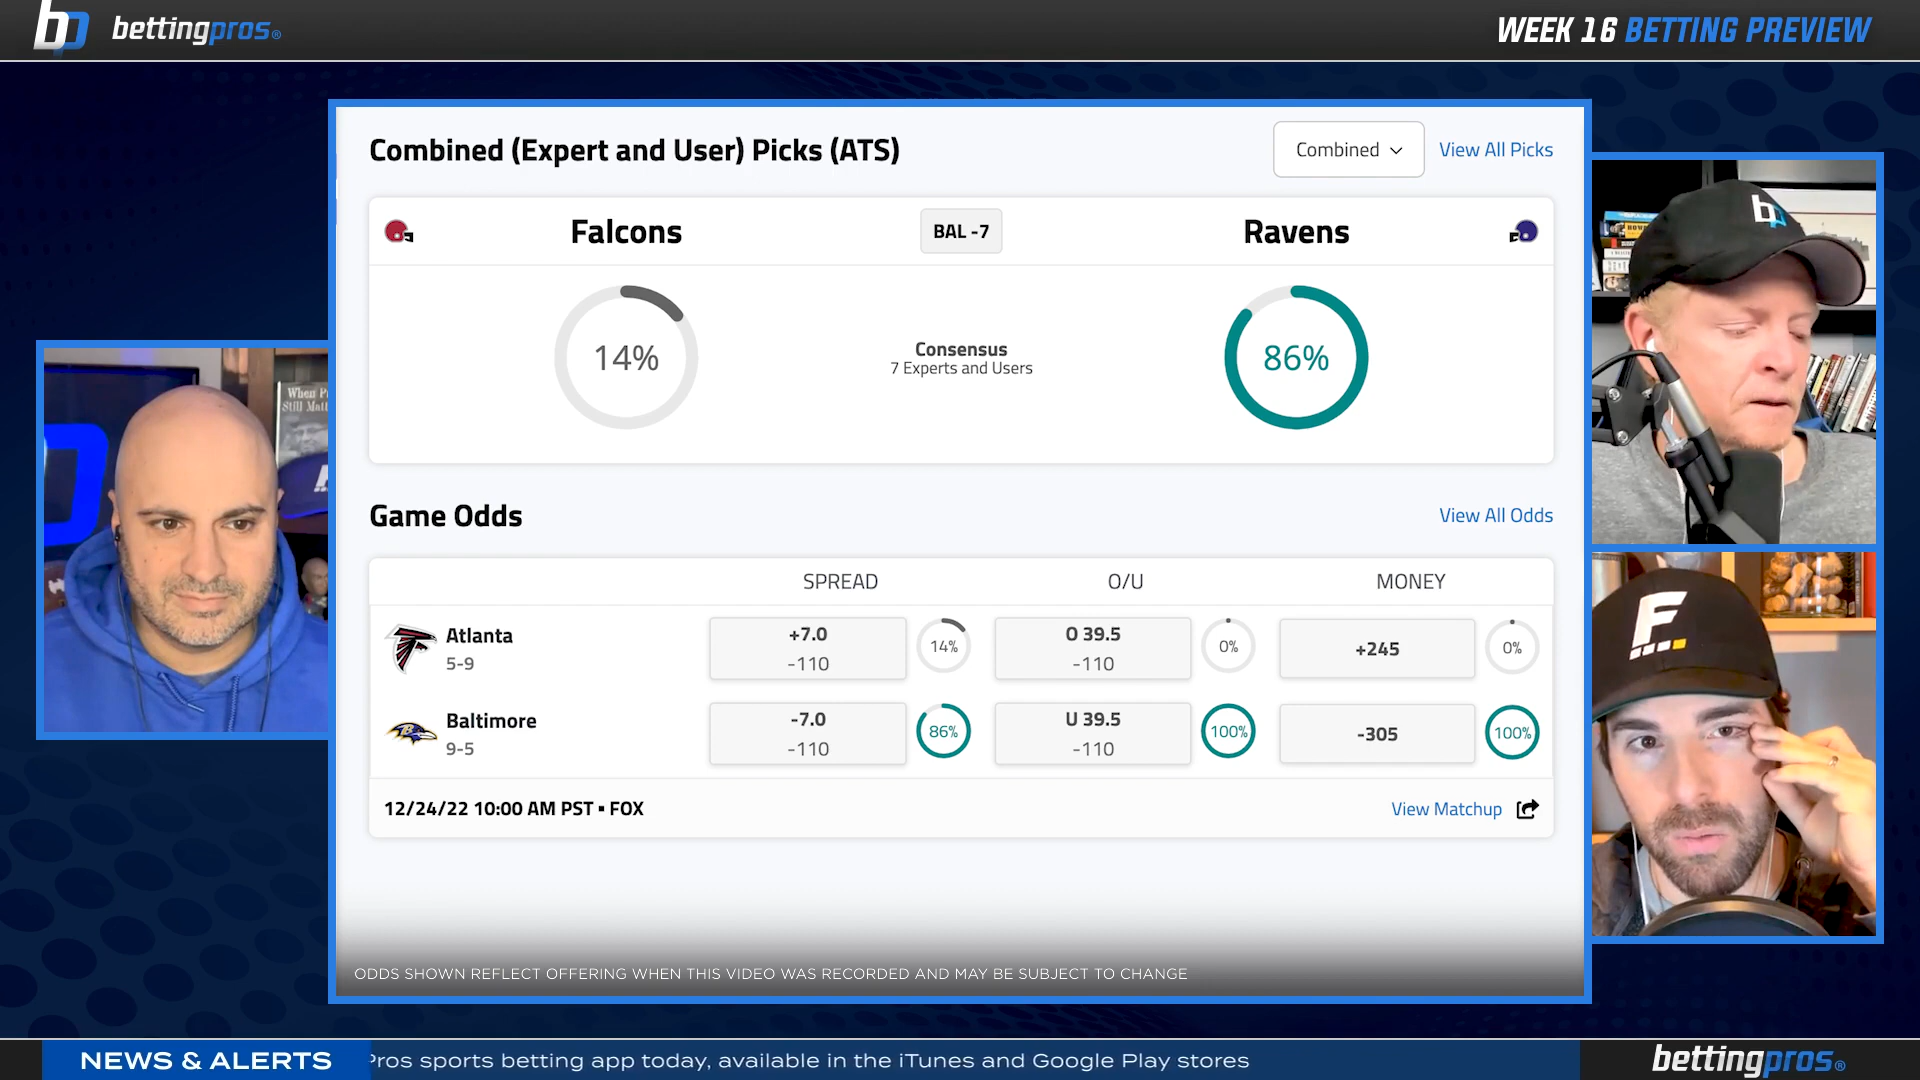 bp bettingpros®
WEEK 16 BETTING PREVIEW
Combined (Expert and User) Picks (ATS)
Combined
View All Picks
Falcons
BAL -7
Ravens
14%
Consensus
7 Experts and Users
86%
Game Odds
View All Odds
SPREAD O/U MONEY
Atlanta
5-9
+7.0
-110
14%
O 39.5
-110
0%
+245
0%
Baltimore
9-5
-7.0
-110
86%
U 39.5
-110
100%
-305
100%
12/24/22 10:00 AM PST ▪ FOX
View Matchup
ODDS SHOWN REFLECT OFFERING WHEN THIS VIDEO WAS RECORDED AND MAY BE SUBJECT TO CHANGE
When
Still
bp
F
NEWS & ALERTS
Pros sports betting app today, available in the iTunes and Google Play stores
bettingpros®